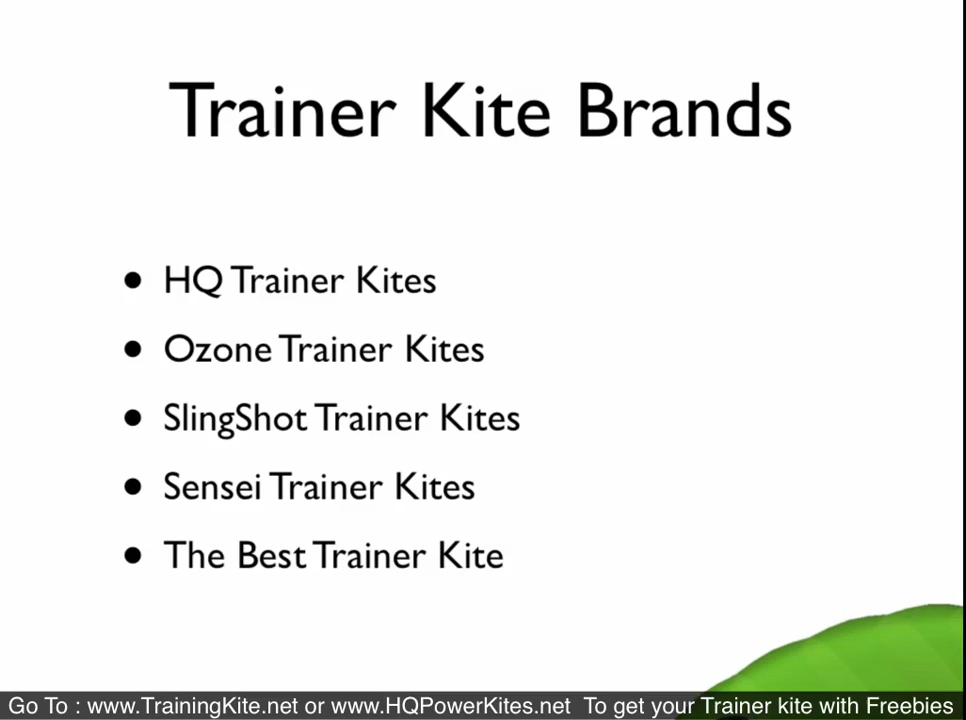 Trainer Kite Brands
• HQ Trainer Kites
• Ozone Trainer Kites
• SlingShot Trainer Kites
• Sensei Trainer Kites
• The Best Trainer Kite
Go To : www.TrainingKite.net or www.HQPowerKites.net To get your Trainer kite with Freebies